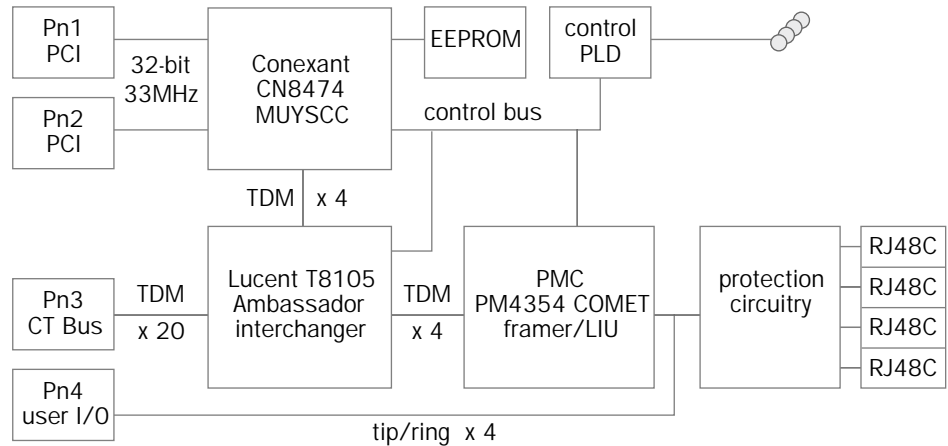 Pn1
PCI
32-bit
33MHz
Pn2
PCI
Conexant
CN8474
MUYSCC
EEPROM
control
PLD
control bus
TDM x 4
Pn3
CT Bus
TDM
x 20
Lucent T8105
Ambassador
interchanger
TDM
x 4
PMC
PM4354 COMET
framer/LIU
protection
circuitry
RJ48C
RJ48C
RJ48C
RJ48C
Pn4
user I/O
tip/ring x 4